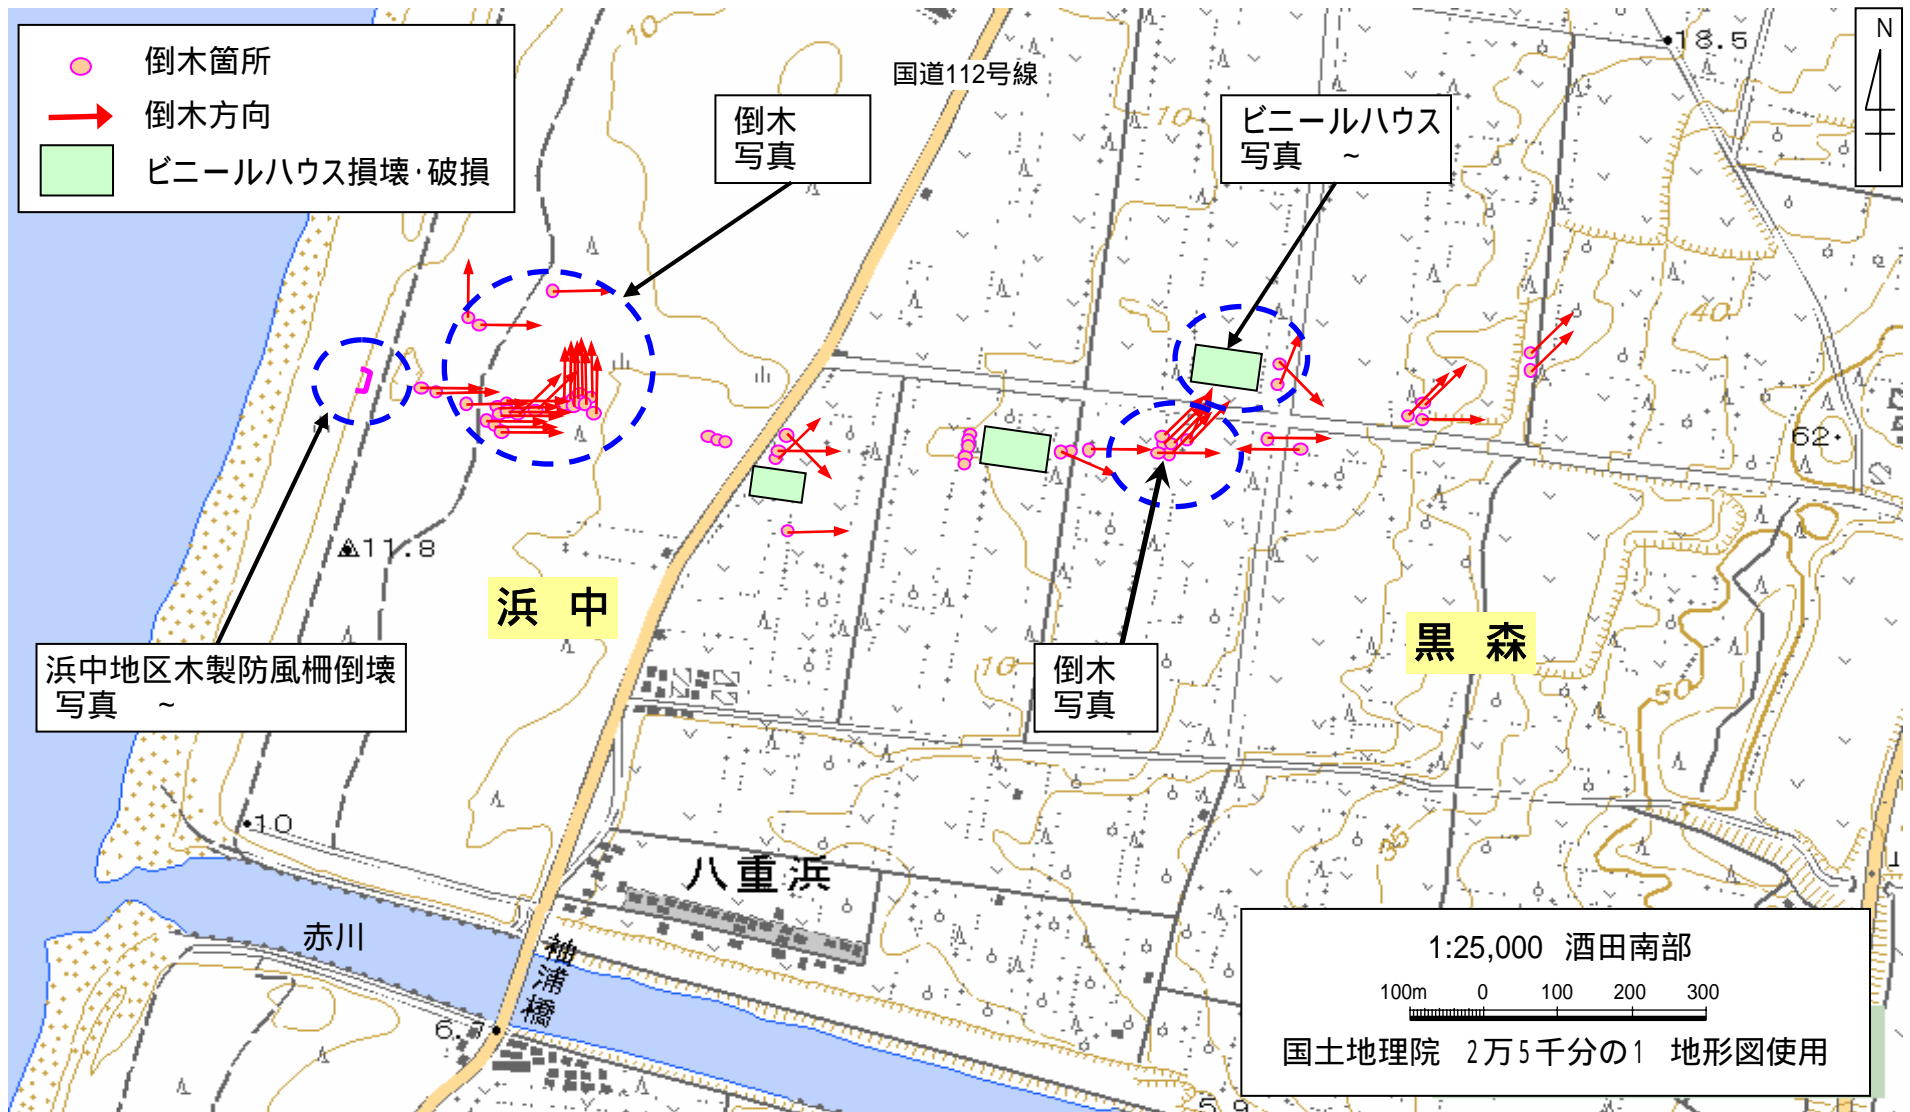 倒木箇所
倒木方向
ビニールハウス損壊・破損
10
国道112号線
倒木
写真
ビニールハウス
写真　～
18.5
N
10
40
62
11.8
浜中
黒森
浜中地区木製防風柵倒壊
写真　～
10
倒木
写真
50
10
35
八重浜
赤川
袖浦橋
6.7
1:25,000 酒田南部
100m 0 100 200 300
国土地理院　2万5千分の1　地形図使用